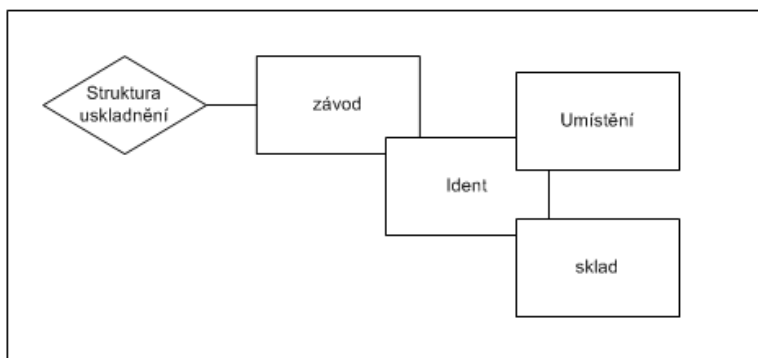 Struktura
uskladnění
závod
Umístění
Ident
sklad